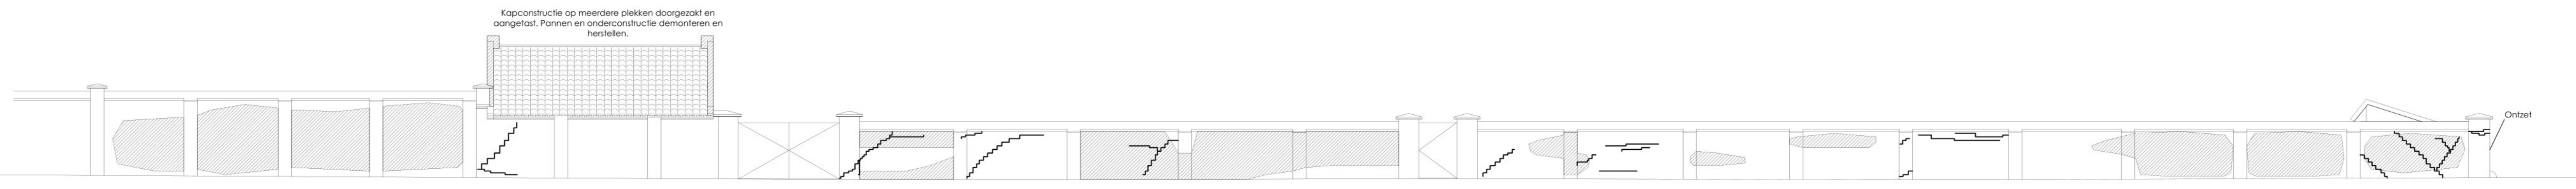 Kapconstructie op meerdere plekken doorgezakt en
aangetast. Pannen en onderconstructie demonteren en
herstellen.
Ontzet